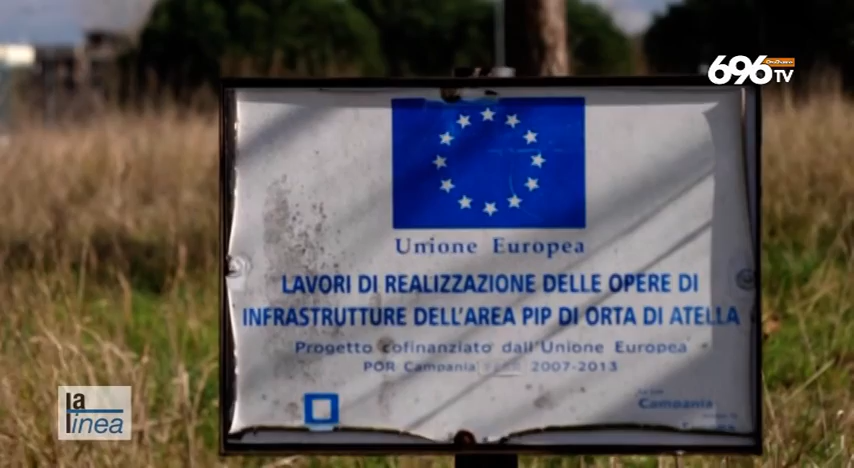 696 TV
Unione Europea
LAVORI DI REALIZZAZIONE DELLE OPERE DI
INFRASTRUTTURE DELL'AREA PIP DI ORTA DI ATELLA
Progetto cofinanziato dall'Unione Europea
POR Campania 2007-2013
Campania
la
linea